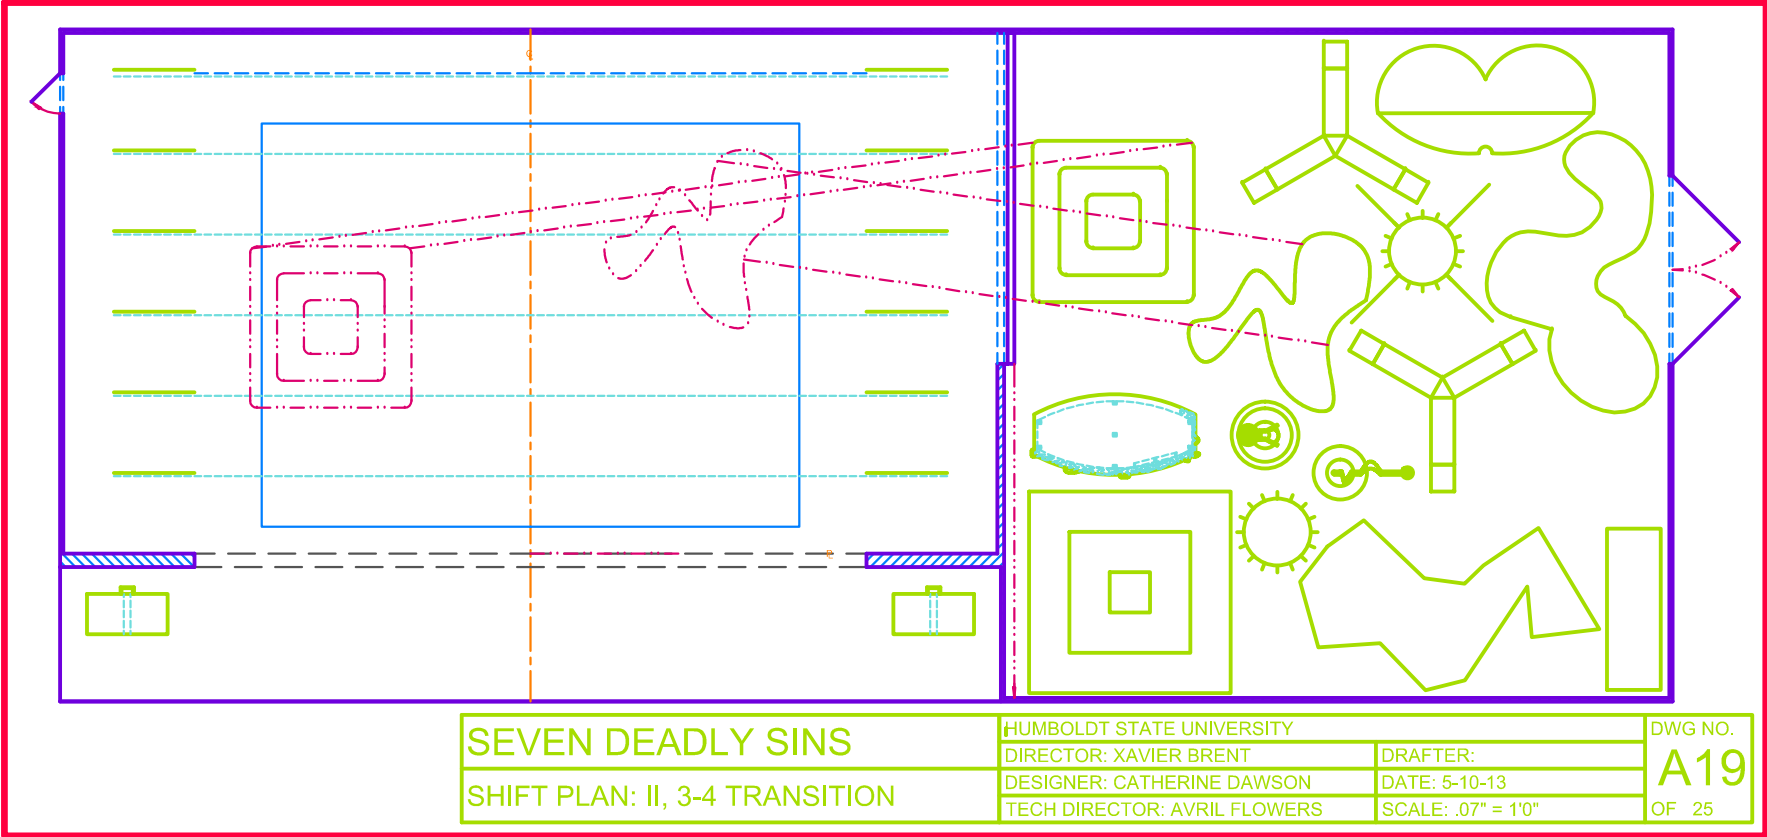 SEVEN DEADLY SINS
SHIFT PLAN: II, 3-4 TRANSITION
HUMBOLDT STATE UNIVERSITY
DIRECTOR: XAVIER BRENT
DRAFTER:
DESIGNER: CATHERINE DAWSON
DATE: 5-10-13
TECH DIRECTOR: AVRIL FLOWERS
SCALE: .07" = 1'0"
DWG NO.
A19
OF 25